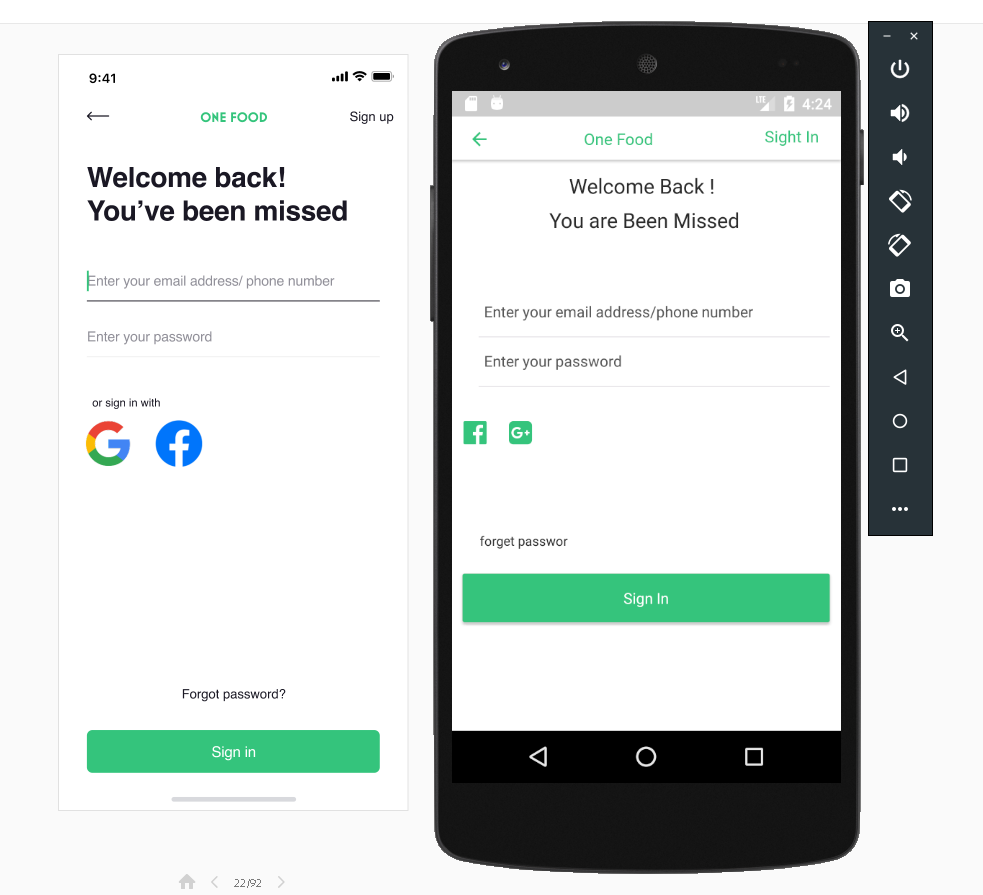 9:41
ONE FOOD
Sign up
Welcome back!
You’ve been missed
Enter your email address/ phone number
Enter your password
or sign in with
Forgot password?
Sign in
22/92
LTE
4:24
One Food
Sight In
Welcome Back !
You are Been Missed
Enter your email address/phone number
Enter your password
G+
forget passwor
Sign In